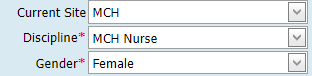 Current Site MCH
Discipline* MCH Nurse
Gender* Female